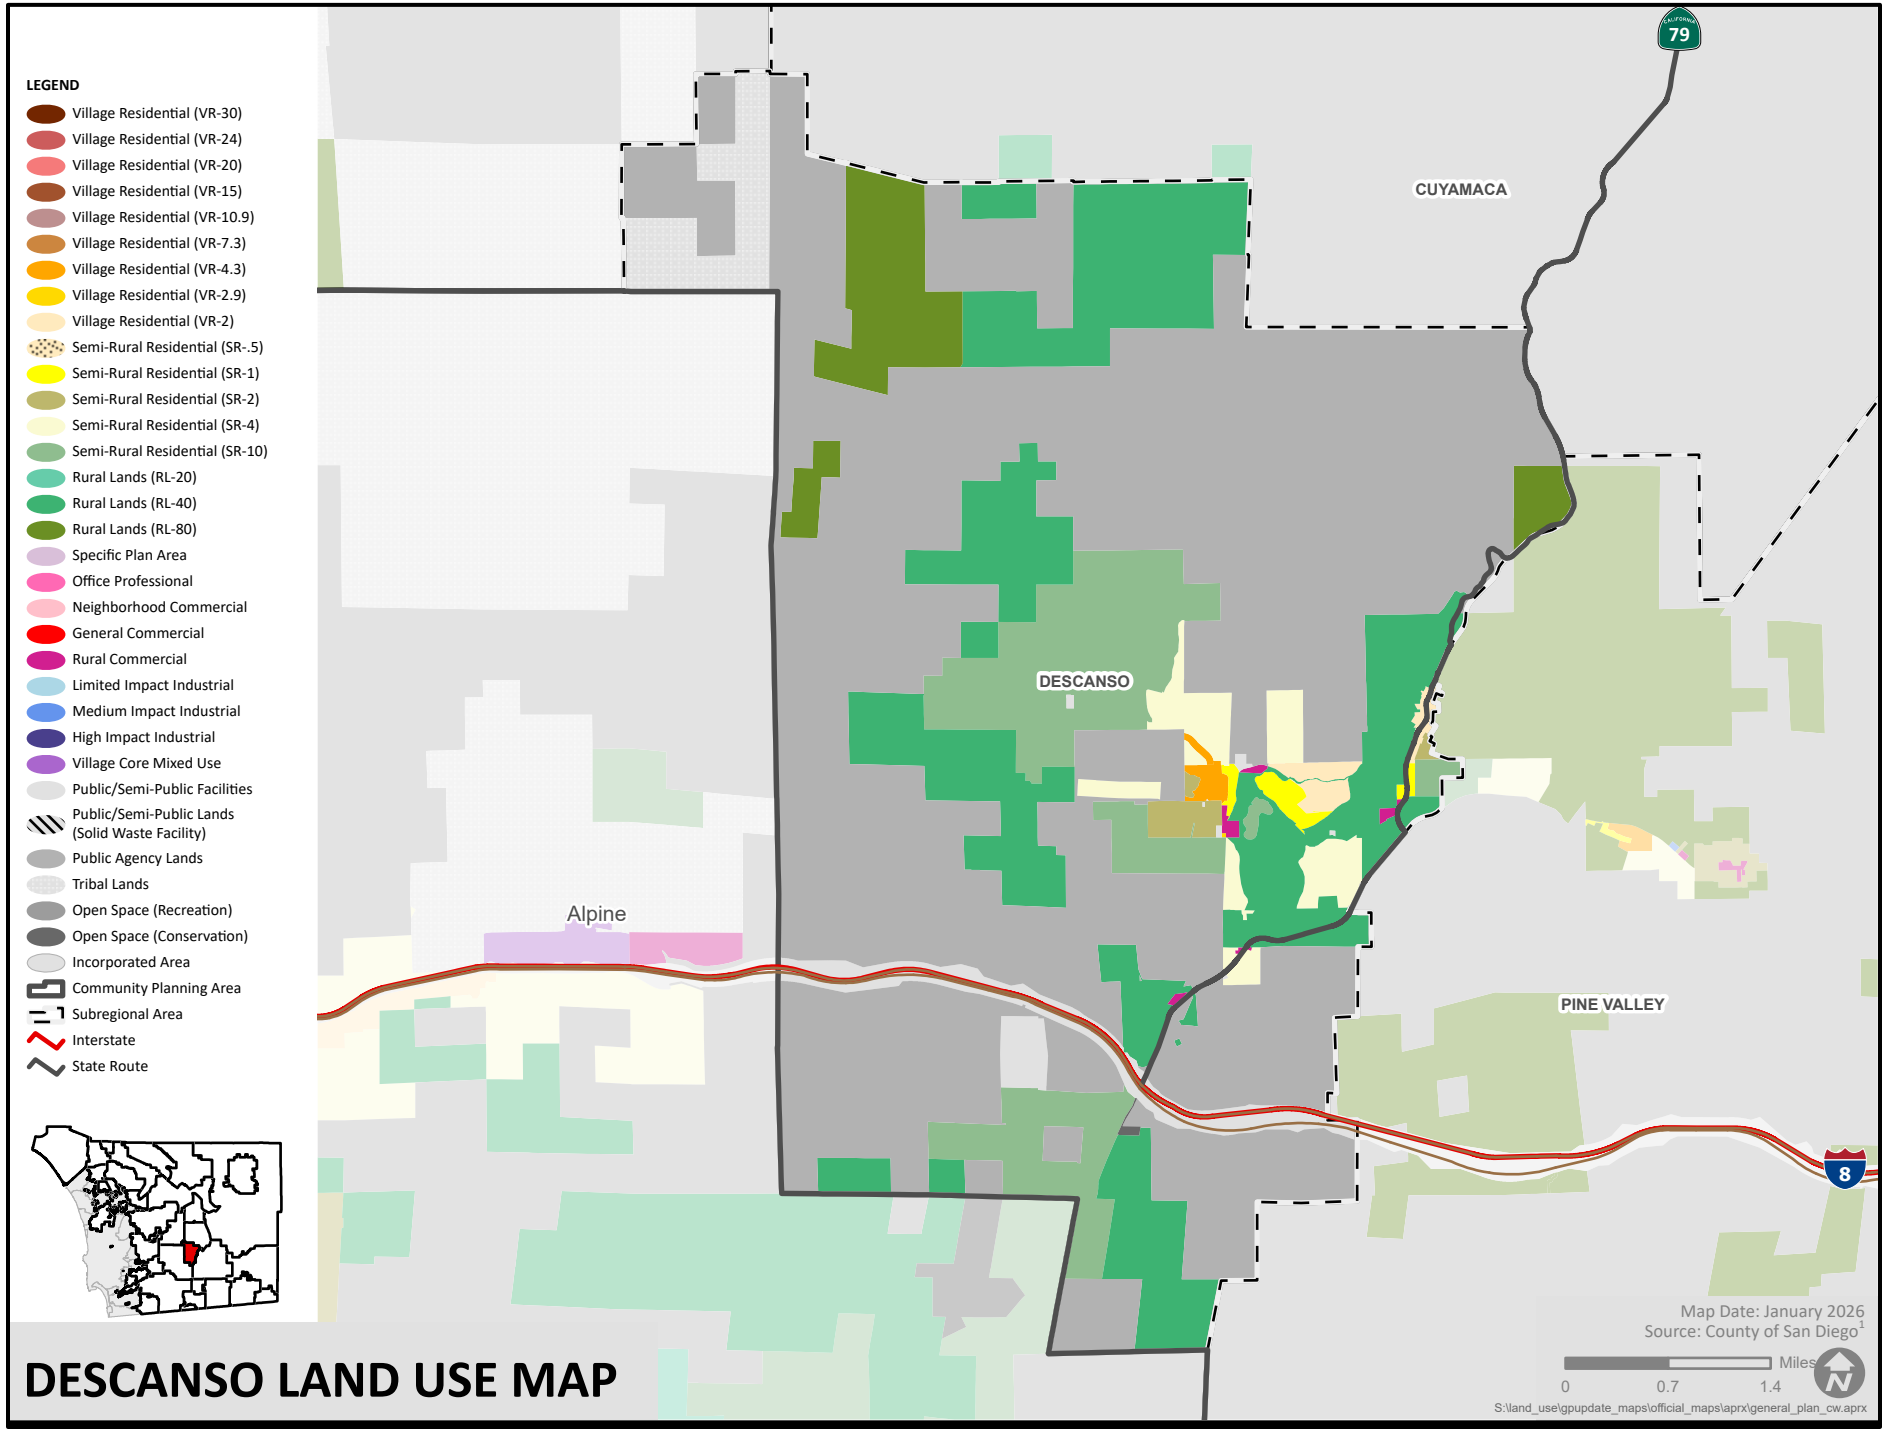 LEGEND
Village Residential (VR-30)
Village Residential (VR-24)
Village Residential (VR-20)
Village Residential (VR-15)
Village Residential (VR-10.9)
Village Residential (VR-7.3)
Village Residential (VR-4.3)
Village Residential (VR-2.9)
Village Residential (VR-2)
Semi-Rural Residential (SR-.5)
Semi-Rural Residential (SR-1)
Semi-Rural Residential (SR-2)
Semi-Rural Residential (SR-4)
Semi-Rural Residential (SR-10)
Rural Lands (RL-20)
Rural Lands (RL-40)
Rural Lands (RL-80)
Specific Plan Area
Office Professional
Neighborhood Commercial
General Commercial
Rural Commercial
Limited Impact Industrial
Medium Impact Industrial
High Impact Industrial
Village Core Mixed Use
Public/Semi-Public Facilities
Public/Semi-Public Lands
(Solid Waste Facility)
Public Agency Lands
Tribal Lands
Open Space (Recreation)
Open Space (Conservation)
Incorporated Area
Community Planning Area
Subregional Area
Interstate
State Route
CALIFORNIA
79
CUYAMACA
DESCANSO
Alpine
PINE VALLEY
8
DESCANSO LAND USE MAP
Map Date: January 2026
Source: County of San Diego1
Miles
0 0.7 1.4
N
S:\land_use\gpupdate_maps\official_maps\aprx\general_plan_cw.aprx